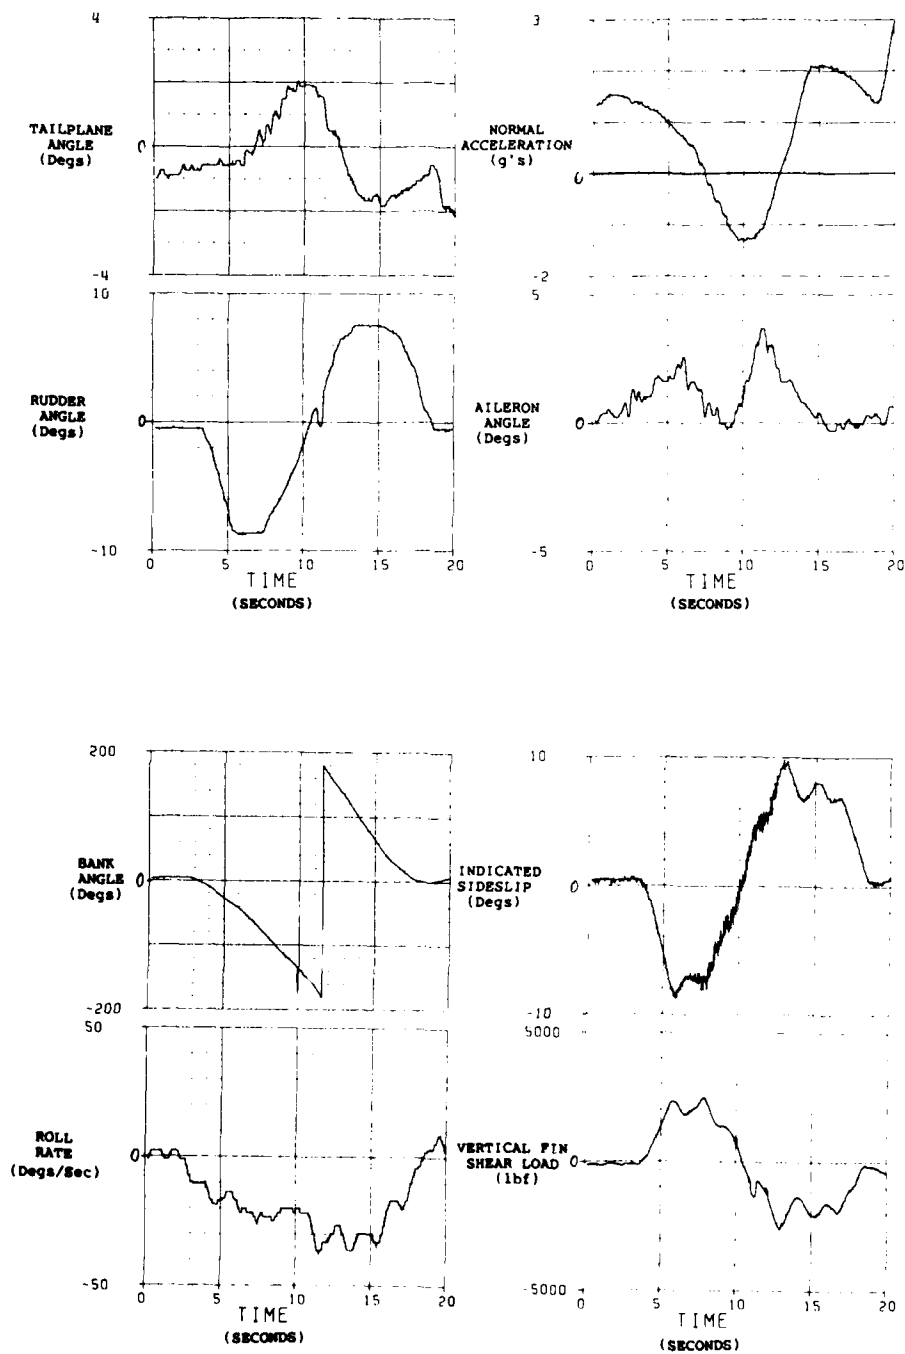 4
TAILPLANE
ANGLE
(Degs)
0
-4
3
NORMAL
ACCELERATION
(g's)
0
-2
10
RUDDER
ANGLE
(Degs)
0
-10
0 5 10 15 20
TIME
(SECONDS)
5
AILERON
ANGLE
(Degs)
0
-5
0 5 10 15 20
TIME
(SECONDS)
200
BANK
ANGLE
(Degs)
0
-200
10
INDICATED
SIDESLIP
(Degs)
0
-10
50
ROLL
RATE
(Degs/Sec)
0
-50
0 5 10 15 20
TIME
(SECONDS)
5000
VERTICAL FIN
SHEAR LOAD
(lbf)
0
-5000
0 5 10 15 20
TIME
(SECONDS)